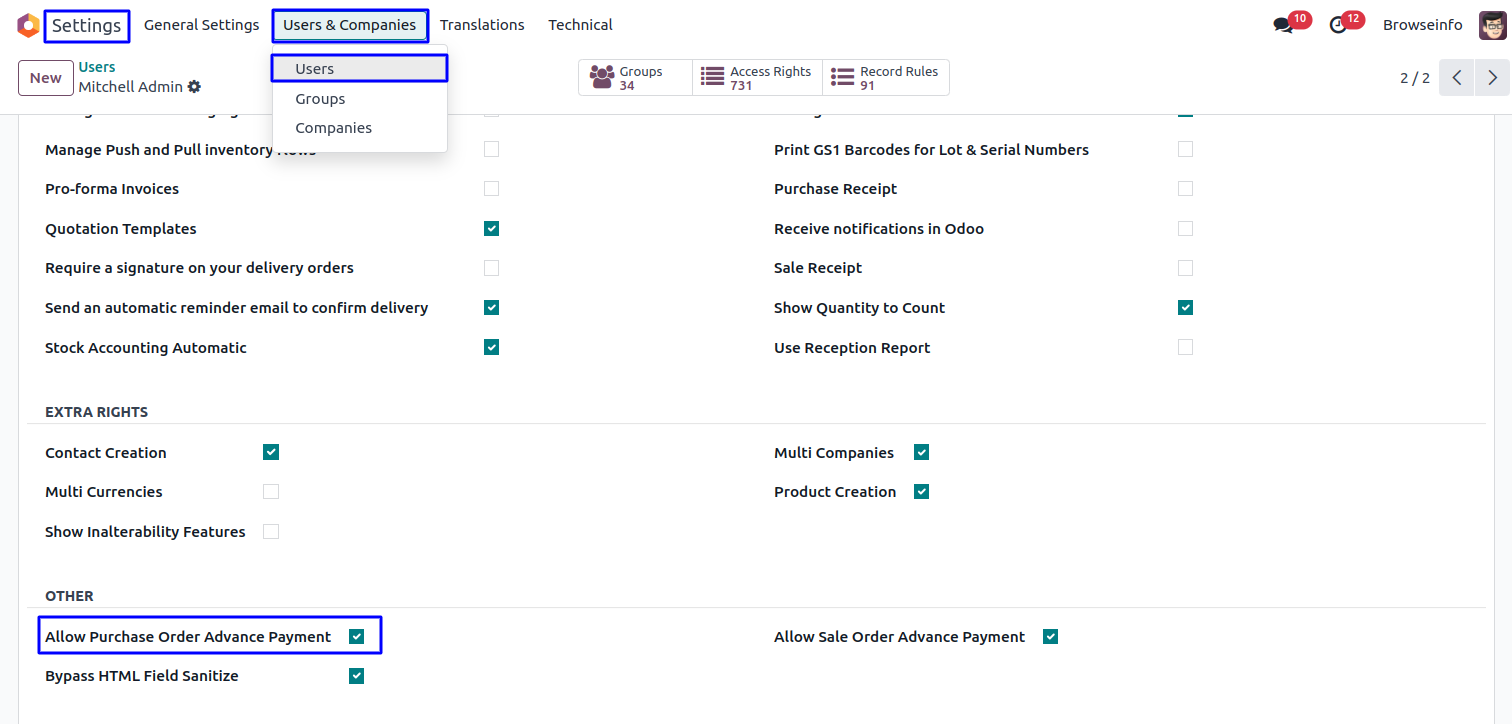 Settings General Settings Users & Companies Translations Technical 10 12 Browseinfo
New Users
Mitchell Admin
Users
Groups
Companies
Groups 34
Access Rights 731
Record Rules 91
2 / 2
Manage Push and Pull inventory
Print GS1 Barcodes for Lot & Serial Numbers
Pro-forma Invoices
Purchase Receipt
Quotation Templates
Receive notifications in Odoo
Require a signature on your delivery orders
Sale Receipt
Send an automatic reminder email to confirm delivery
Show Quantity to Count
Stock Accounting Automatic
Use Reception Report
EXTRA RIGHTS
Contact Creation
Multi Companies
Multi Currencies
Product Creation
Show Inalterability Features
OTHER
Allow Purchase Order Advance Payment
Allow Sale Order Advance Payment
Bypass HTML Field Sanitize